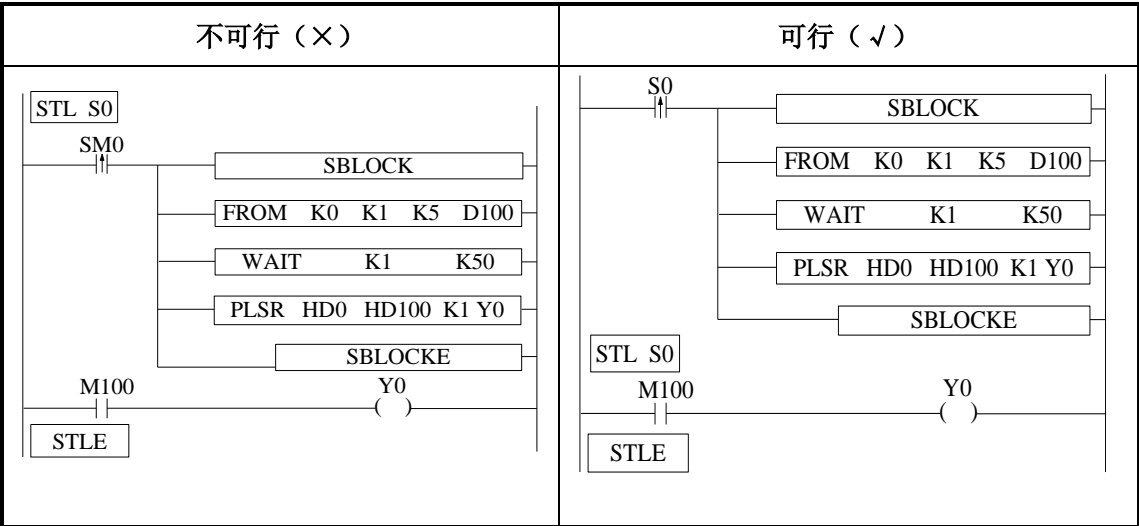 不可行（×）
可行（√）
STL S0
SM0
SBLOCK
FROM K0 K1 K5 D100
WAIT K1 K50
PLSR HD0 HD100 K1 Y0
SBLOCKE
M100 Y0
STLE
S0
SBLOCK
FROM K0 K1 K5 D100
WAIT K1 K50
PLSR HD0 HD100 K1 Y0
SBLOCKE
STL S0
M100 Y0
STLE